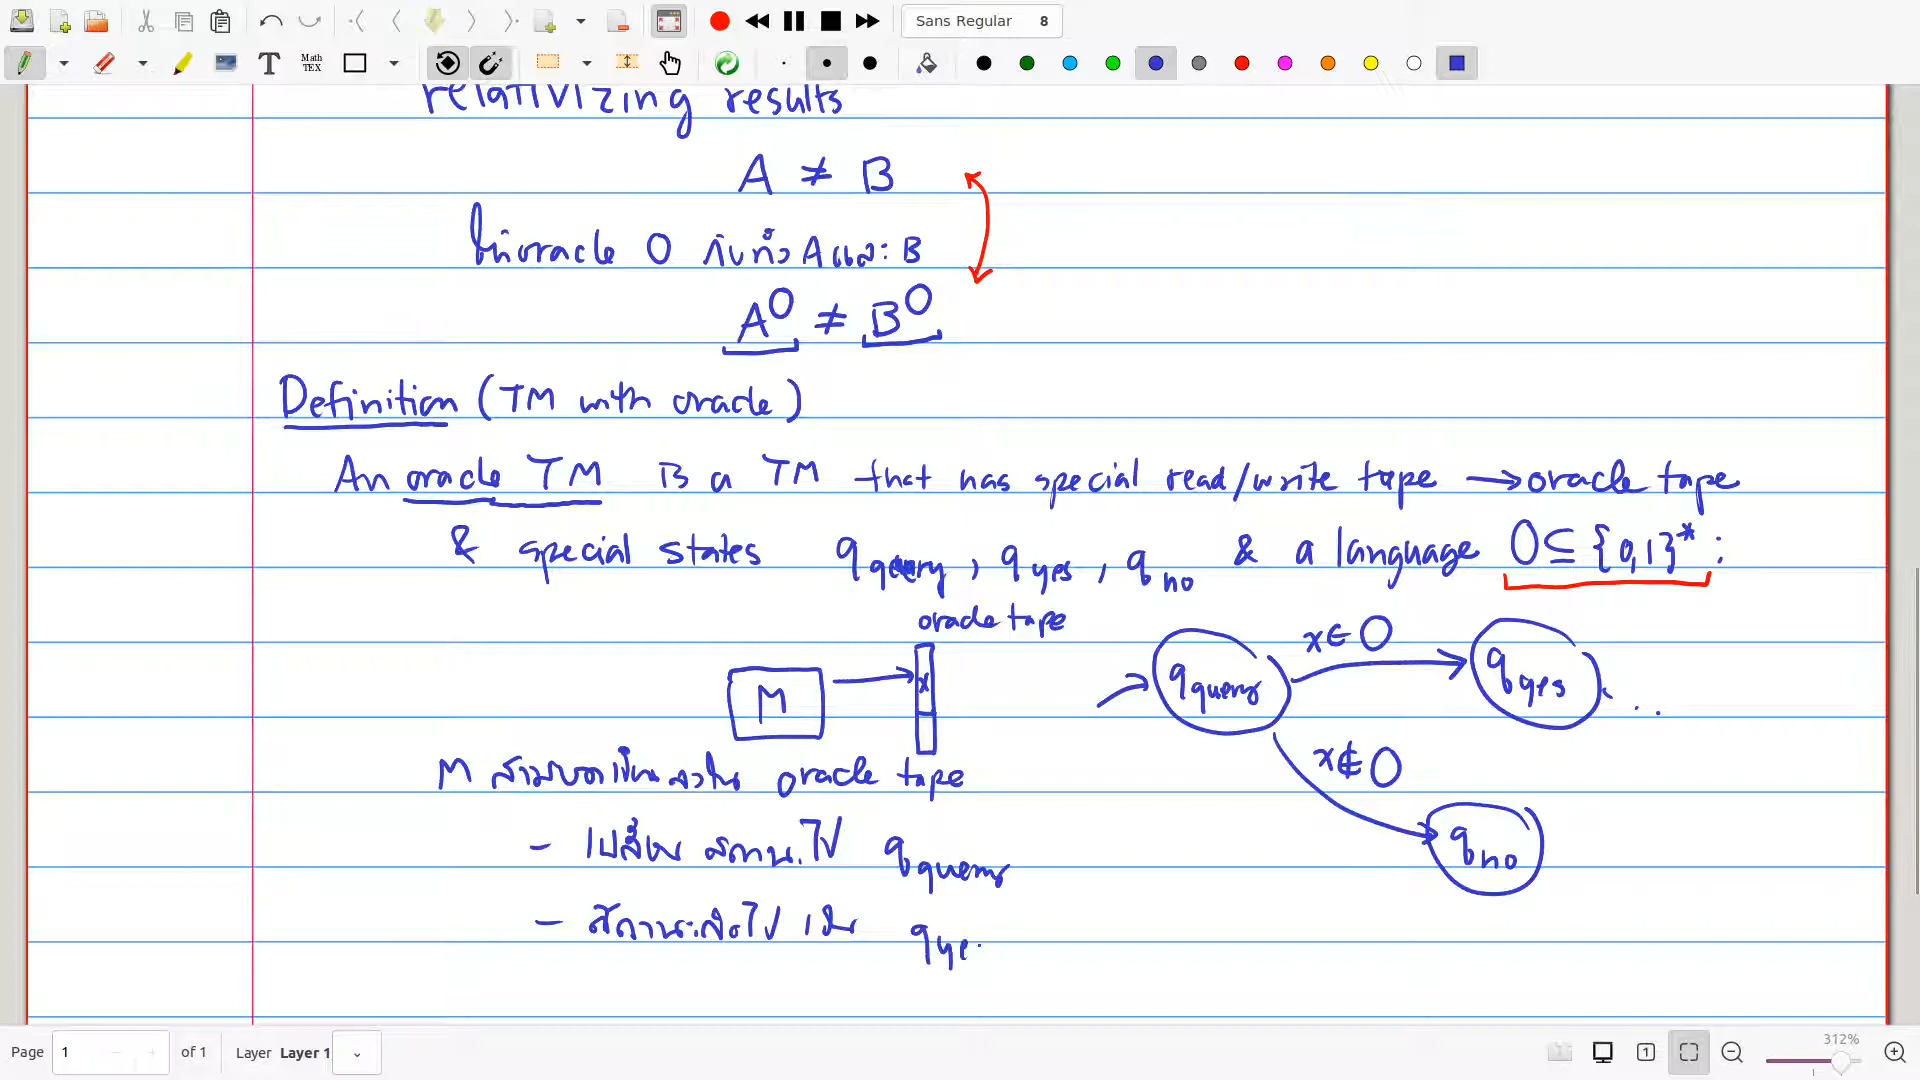 Sans Regular 8
relativizing results
A ≠ B
ให้ oracle O กับทั้ง A และ B
A^O ≠ B^O
Definition (TM with oracle)
An oracle TM is a TM that has special read/write tape → oracle tape
& special states q_query, q_yes, q_no & a language O ⊆ {0,1}* :
oracle tape
M
x
q_query
x ∈ O
q_yes
...
x ∉ O
q_no
M สามารถเขียนลงใน oracle tape
- เปลี่ยนสถานะไป q_query
- สถานะถัดไปเป็น q_ye
Page 1 of 1 Layer Layer 1
312%